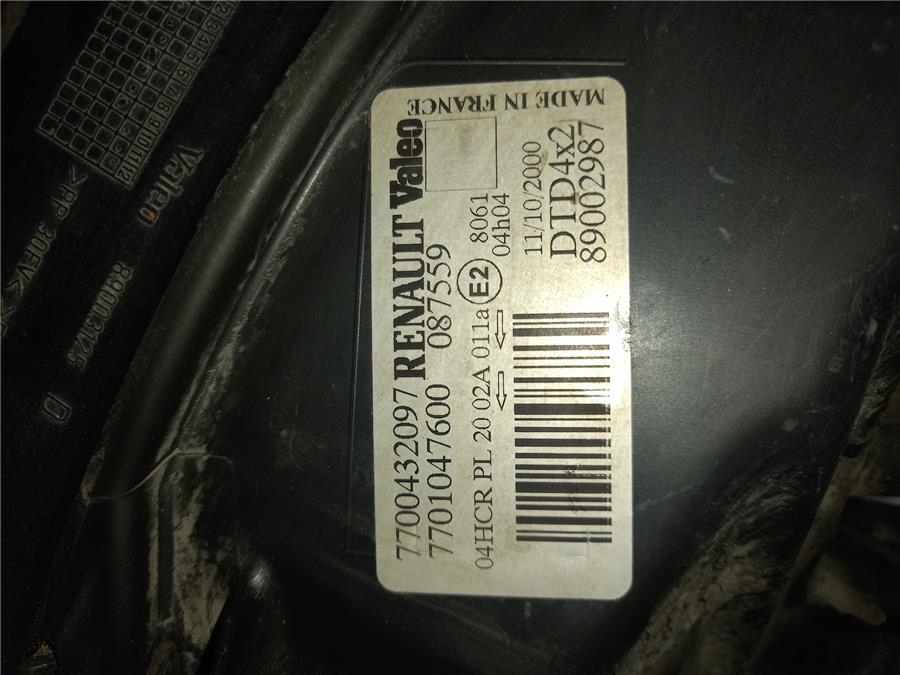 MADE IN FRANCE
7700432097 RENAULT Valeo
7701047600 087559
04HCR PL 20 02A 011a E2 8061
04h04
11/10/2000
DTD4x2
89002987
Valeo 89003125 D